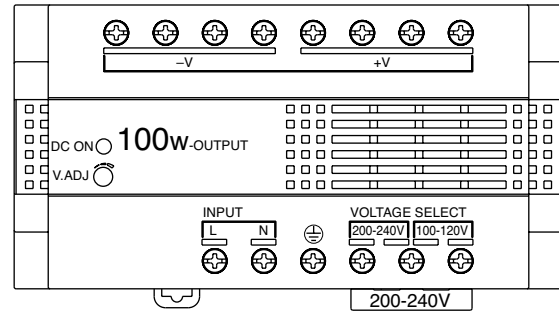 –V +V
DC ON 100W-OUTPUT
V.ADJ
INPUT VOLTAGE SELECT
L N 200-240V 100-120V
200-240V